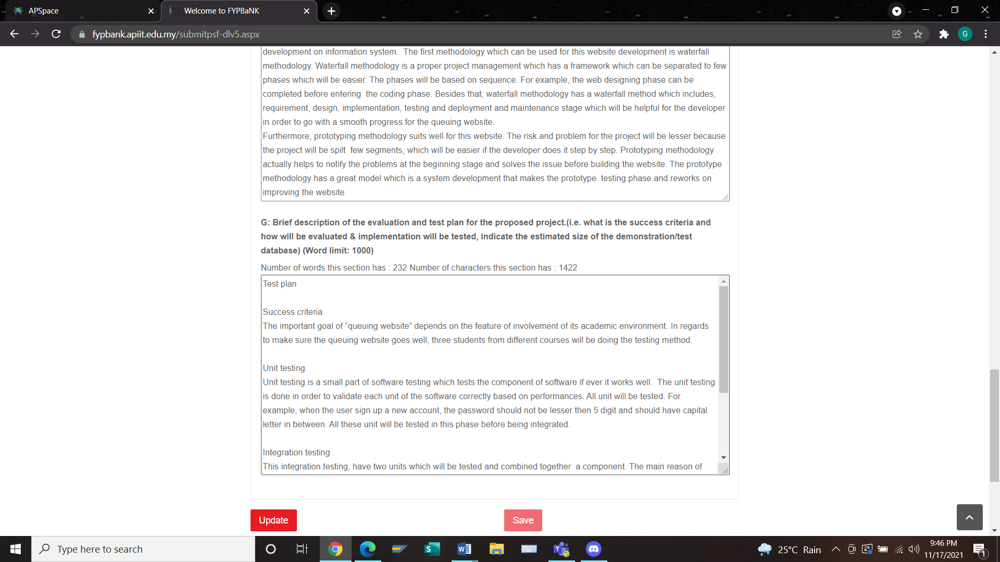 APSpace
Welcome to FYPBaNK
fypbank.apiit.edu.my/submitpsf-dlv5.aspx
G
development on information system.  The first methodology which can be used for this website development is waterfall
methodology. Waterfall methodology is a proper project management which has a framework which can be separated to few
phases which will be easier. The phases will be based on sequence. For example, the web designing phase can be
completed before entering  the coding phase. Besides that, waterfall methodology has a waterfall method which includes,
requirement, design, implementation, testing and deployment and maintenance stage which will be helpful for the developer
in order to go with a smooth progress for the queuing website.
Furthermore, prototyping methodology suits well for this website. The risk and problem for the project will be lesser because
the project will be spilt  few segments, which will be easier if the developer does it step by step. Prototyping methodology
actually helps to notify the problems at the beginning stage and solves the issue before building the website. The prototype
methodology has a great model which is a system development that makes the prototype  testing phase and reworks on
improving the website.
G: Brief description of the evaluation and test plan for the proposed project.(i.e. what is the success criteria and
how will be evaluated & implementation will be tested, indicate the estimated size of the demonstration/test
database) (Word limit: 1000)
Number of words this section has : 232 Number of characters this section has : 1422
Test plan
Success criteria
The important goal of “queuing website” depends on the feature of involvement of its academic environment. In regards
to make sure the queuing website goes well, three students from different courses will be doing the testing method.
Unit testing
Unit testing is a small part of software testing which tests the component of software if ever it works well.  The unit testing
is done in order to validate each unit of the software correctly based on performances. All unit will be tested. For
example, when the user sign up a new account, the password should not be lesser then 5 digit and should have capital
letter in between. All these unit will be tested in this phase before being integrated.
Integration testing
This integration testing, have two units which will be tested and combined together  a component. The main reason of
Update
Save
Type here to search
25°C Rain
9:46 PM
11/17/2021
1